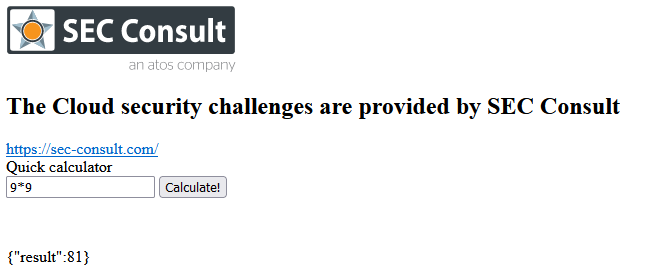 SEC Consult
an atos company
The Cloud security challenges are provided by SEC Consult
https://sec-consult.com/
Quick calculator
9*9 Calculate!
{"result":81}